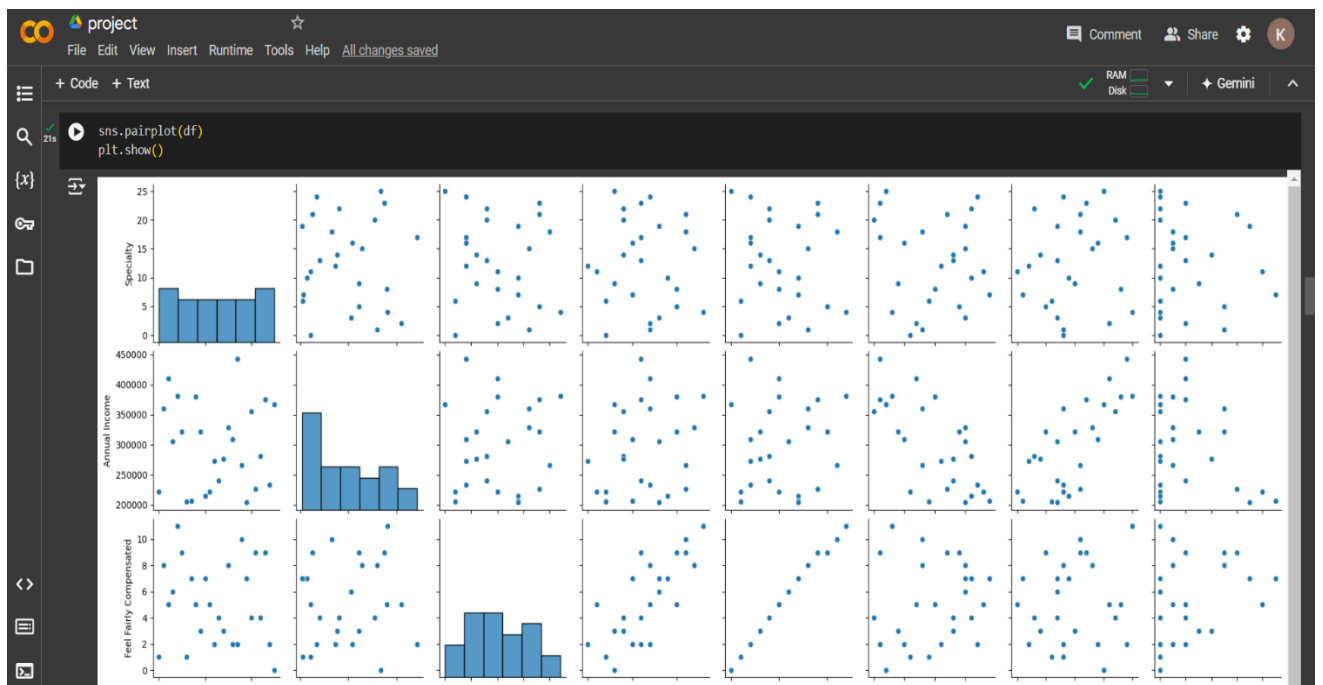 project
Comment
Share
K
File Edit View Insert Runtime Tools Help All changes saved
+ Code + Text
RAM
Disk
Gemini
21s
sns.pairplot(df)
plt.show()
{x}
25
20
15
10
5
0
Specialty
450000
400000
350000
300000
250000
200000
Annual Income
10
8
6
4
2
0
Feel Fairly Compensated